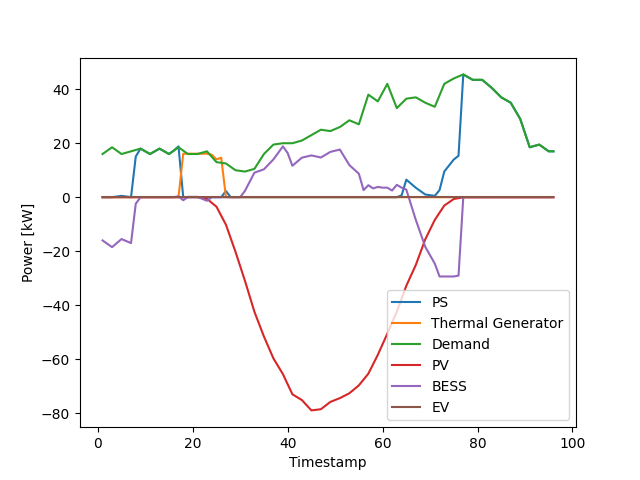 40
20
0
−20
−40
−60
−80
Power [kW]
0
20
40
60
80
100
Timestamp
PS
Thermal Generator
Demand
PV
BESS
EV